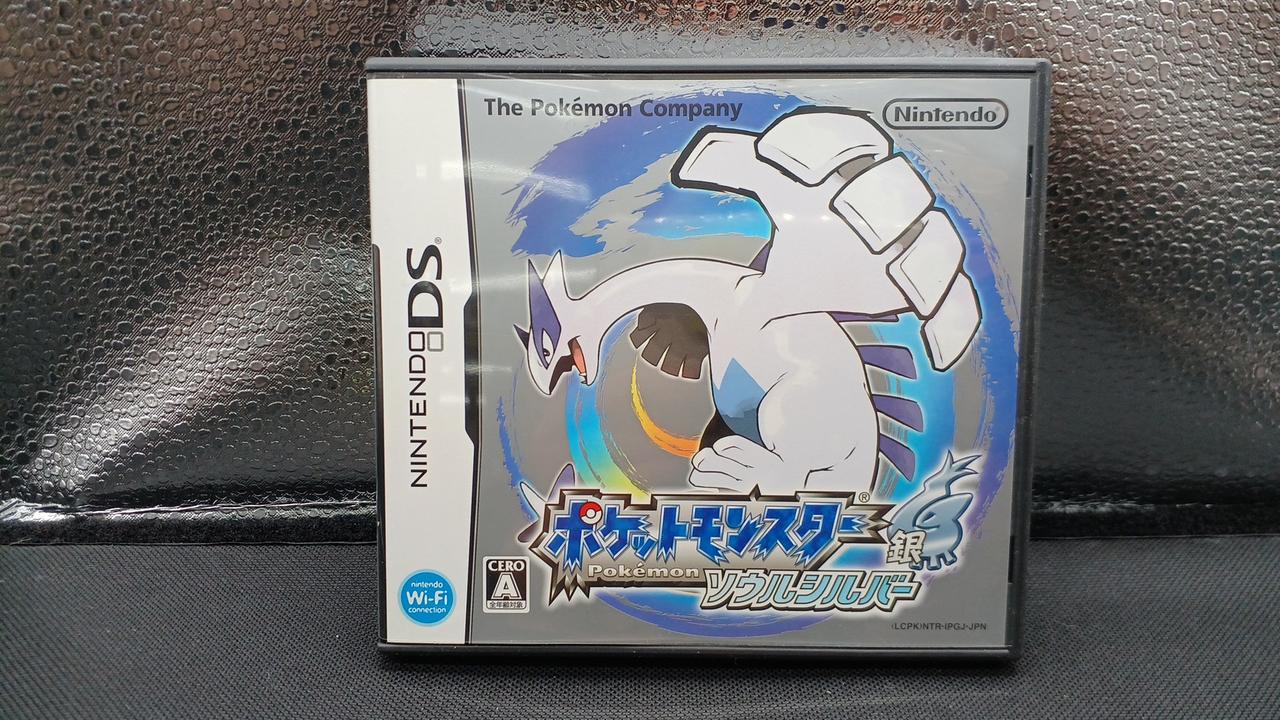 The Pokémon Company
Nintendo
NINTENDO DS®
ポケットモンスター®
銀
Pokémon
ソウルシルバー
CERO
A
全年齢対象
nintendo
Wi-Fi
connection
(LCPK)NTR-IPGJ-JPN